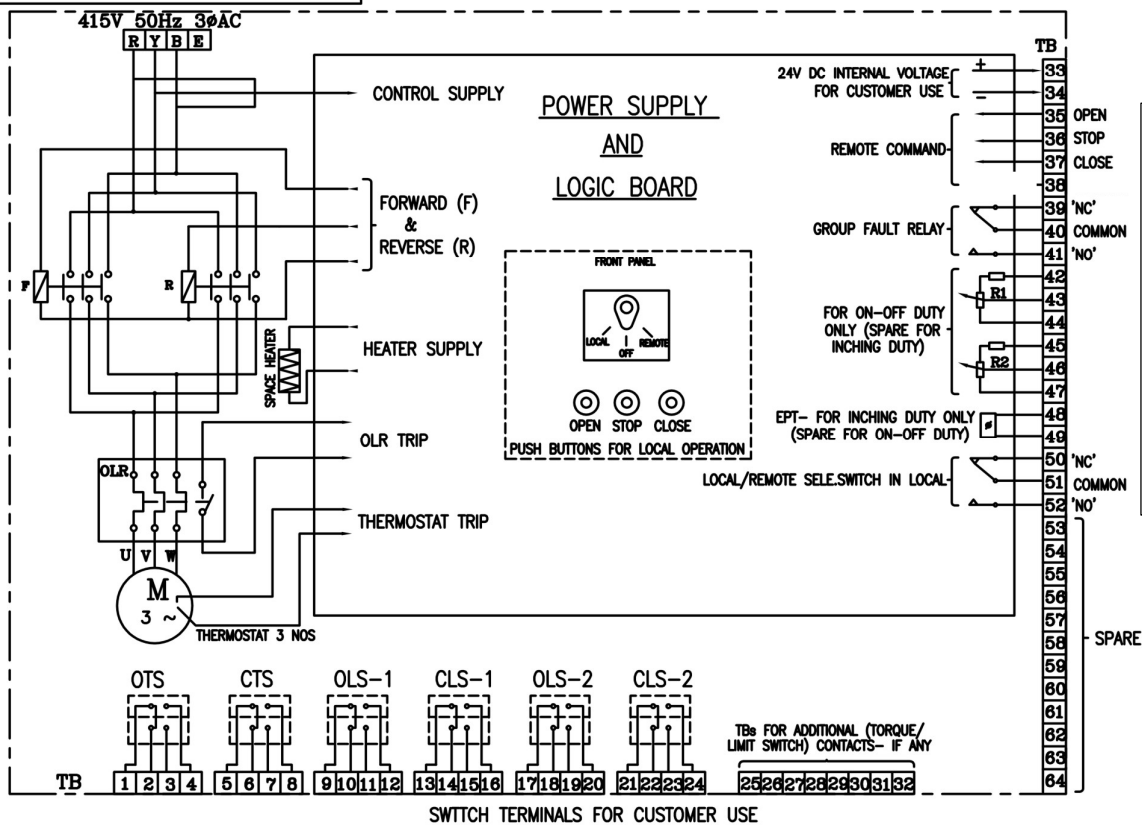 415V 50Hz 3øAC
R Y B E
TB
CONTROL SUPPLY
POWER SUPPLY
AND
LOGIC BOARD
24V DC INTERNAL VOLTAGE
FOR CUSTOMER USE
+
−
33
34
35 OPEN
36 STOP
37 CLOSE
38
REMOTE COMMAND
39 'NC'
40 COMMON
41 'NO'
GROUP FAULT RELAY
FORWARD (F)
&
REVERSE (R)
F
R
FRONT PANEL
LOCAL
OFF
REMOTE
OPEN STOP CLOSE
PUSH BUTTONS FOR LOCAL OPERATION
42
43
44
45
46
47
R1
R2
FOR ON-OFF DUTY
ONLY (SPARE FOR
INCHING DUTY)
SPACE HEATER
HEATER SUPPLY
EPT- FOR INCHING DUTY ONLY
(SPARE FOR ON-OFF DUTY)
ø
48
49
OLR TRIP
OLR
LOCAL/REMOTE SELE.SWITCH IN LOCAL
50 'NC'
51 COMMON
52 'NO'
THERMOSTAT TRIP
U V W
M
3 ~
THERMOSTAT 3 NOS
53
54
55
56
57
58
59
60
61
62
63
64
SPARE
OTS CTS OLS-1 CLS-1 OLS-2 CLS-2
TBs FOR ADDITIONAL (TORQUE/
LIMIT SWITCH) CONTACTS- IF ANY
TB 1 2 3 4 5 6 7 8 9 10 11 12 13 14 15 16 17 18 19 20 21 22 23 24 25 26 27 28 29 30 31 32
SWITCH TERMINALS FOR CUSTOMER USE